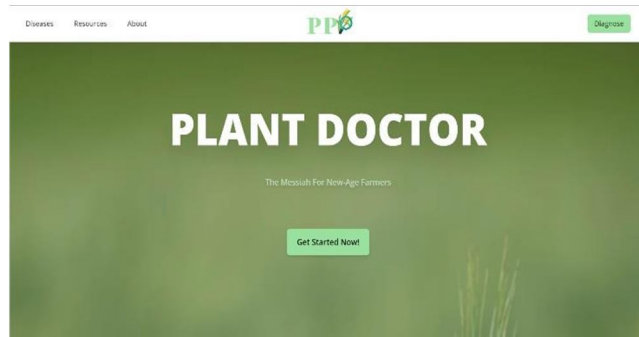 Diseases
Resources
About
PP
Diagnose
PLANT DOCTOR
The Messiah For New-Age Farmers
Get Started Now!